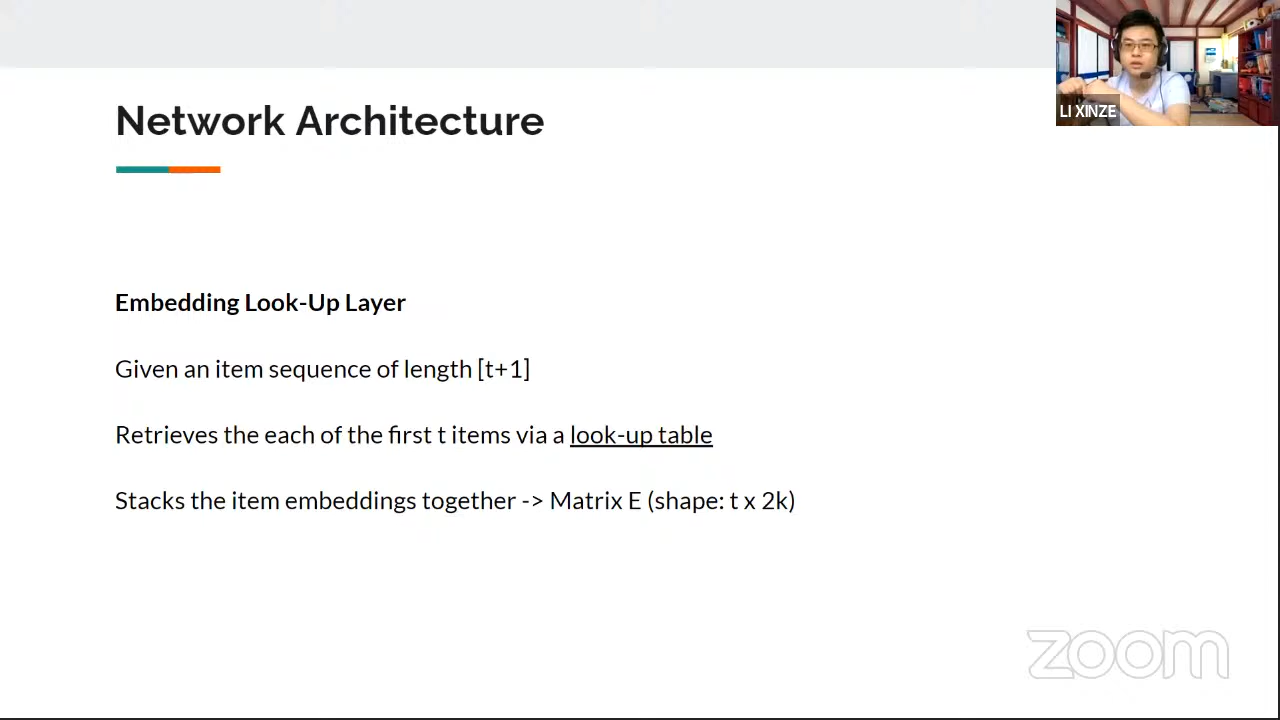 LI XINZE
Network Architecture
Embedding Look-Up Layer
Given an item sequence of length [t+1]
Retrieves the each of the first t items via a look-up table
Stacks the item embeddings together -> Matrix E (shape: t x 2k)
zoom